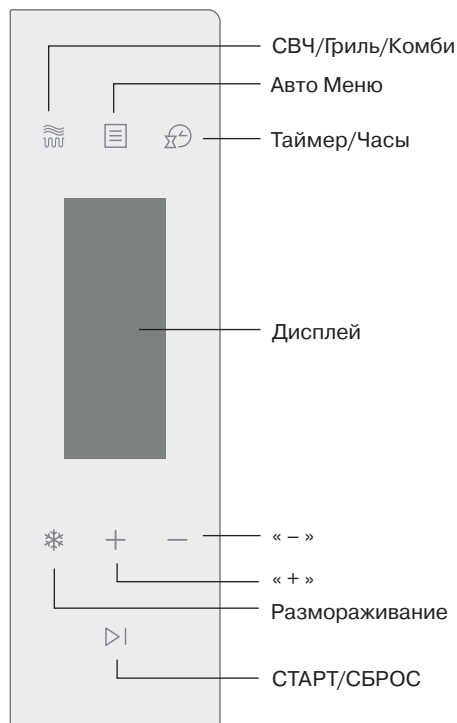 СВЧ/Гриль/Комби
Авто Меню
Таймер/Часы
Дисплей
« – »
« + »
Размораживание
СТАРТ/СБРОС